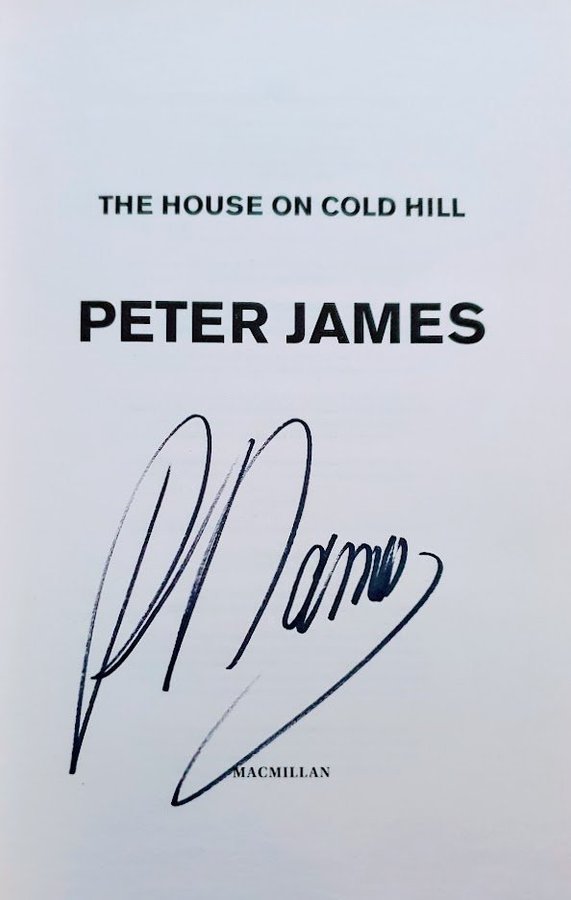 THE HOUSE ON COLD HILL
PETER JAMES
MACMILLAN